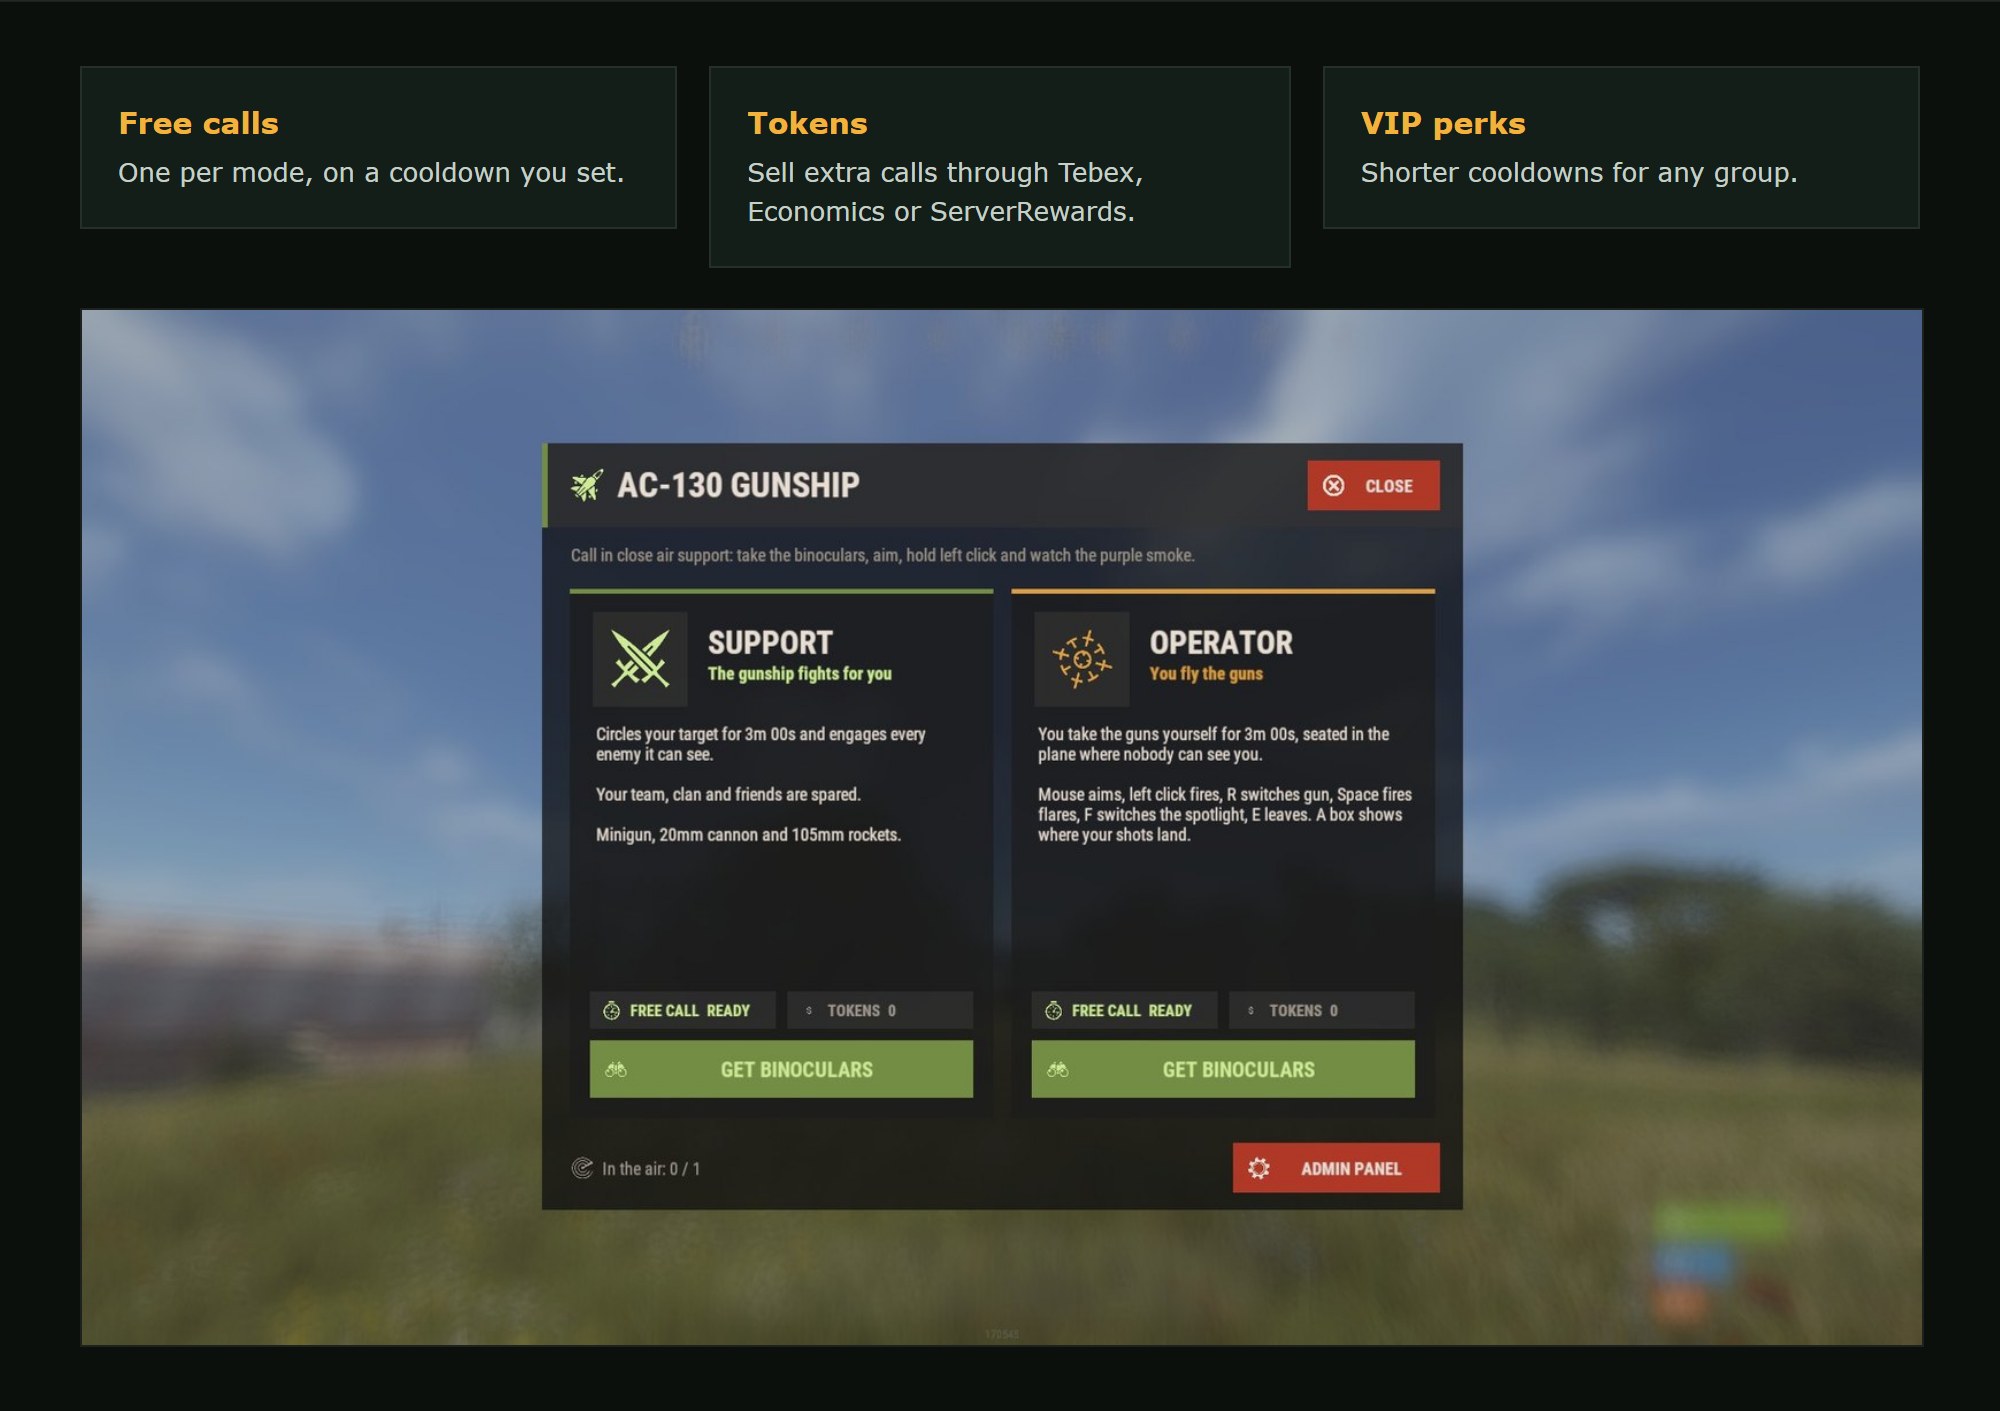 Free calls
One per mode, on a cooldown you set.
Tokens
Sell extra calls through Tebex,
Economics or ServerRewards.
VIP perks
Shorter cooldowns for any group.
AC-130 GUNSHIP
CLOSE
Call in close air support: take the binoculars, aim, hold left click and watch the purple smoke.
SUPPORT
The gunship fights for you
Circles your target for 3m 00s and engages every
enemy it can see.
Your team, clan and friends are spared.
Minigun, 20mm cannon and 105mm rockets.
FREE CALL READY
TOKENS 0
GET BINOCULARS
OPERATOR
You fly the guns
You take the guns yourself for 3m 00s, seated in the
plane where nobody can see you.
Mouse aims, left click fires, R switches gun, Space fires
flares, F switches the spotlight, E leaves. A box shows
where your shots land.
FREE CALL READY
TOKENS 0
GET BINOCULARS
In the air: 0 / 1
ADMIN PANEL